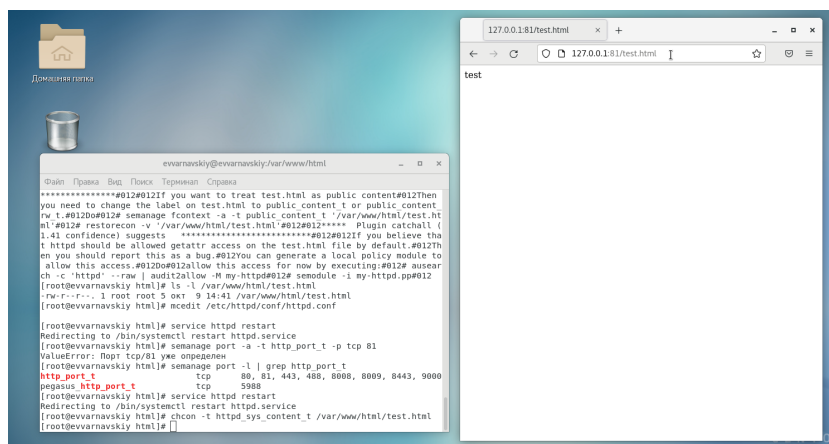 Домашняя папка
evvarnavskiy@evvarnavskiy:/var/www/html
Файл Правка Вид Поиск Терминал Справка
***************#012#012If you want to treat test.html as public content#012Then
you need to change the label on test.html to public_content_t or public_content_
rw_t.#012Do#012# semanage fcontext -a -t public_content_t '/var/www/html/test.ht
ml'#012# restorecon -v '/var/www/html/test.html'#012#012***** Plugin catchall (
1.41 confidence) suggests **************************#012#012If you believe tha
t httpd should be allowed getattr access on the test.html file by default.#012Th
en you should report this as a bug.#012You can generate a local policy module to
allow this access.#012Do#012allow this access for now by executing:#012# ausear
ch -c 'httpd' --raw | audit2allow -M my-httpd#012# semodule -i my-httpd.pp#012
[root@evvarnavskiy html]# ls -l /var/www/html/test.html
-rw-r--r--. 1 root root 5 окт 9 14:41 /var/www/html/test.html
[root@evvarnavskiy html]# mcedit /etc/httpd/conf/httpd.conf
[root@evvarnavskiy html]# service httpd restart
Redirecting to /bin/systemctl restart httpd.service
[root@evvarnavskiy html]# semanage port -a -t http_port_t -p tcp 81
ValueError: Порт tcp/81 уже определен
[root@evvarnavskiy html]# semanage port -l | grep http_port_t
http_port_t tcp 80, 81, 443, 488, 8008, 8009, 8443, 9000
pegasus_http_port_t tcp 5988
[root@evvarnavskiy html]# service httpd restart
Redirecting to /bin/systemctl restart httpd.service
[root@evvarnavskiy html]# chcon -t httpd_sys_content_t /var/www/html/test.html
[root@evvarnavskiy html]#
127.0.0.1:81/test.html
127.0.0.1:81/test.html
test